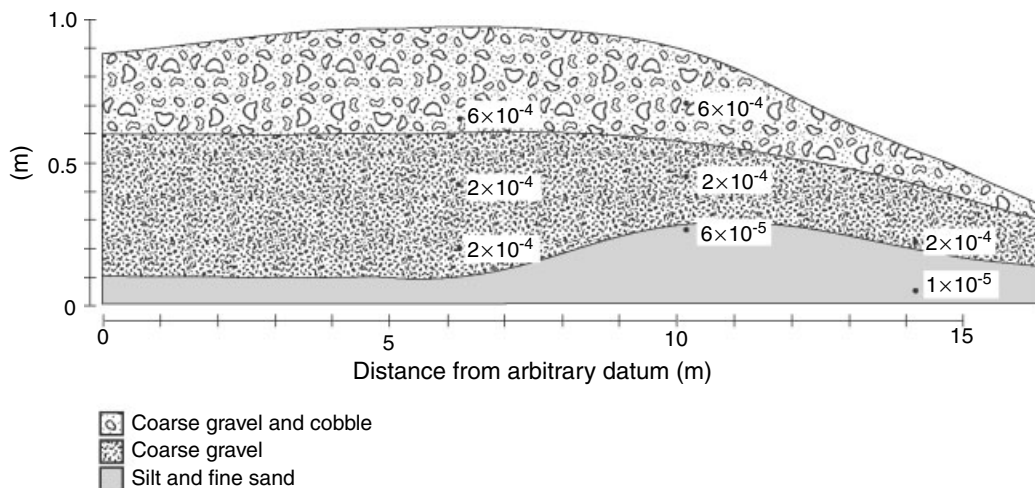 1.0
6×10⁻⁴
6×10⁻⁴
(m)
0.5
2×10⁻⁴
2×10⁻⁴
6×10⁻⁵
2×10⁻⁴
2×10⁻⁴
1×10⁻⁵
0
0 5 10 15
Distance from arbitrary datum (m)
Coarse gravel and cobble
Coarse gravel
Silt and fine sand